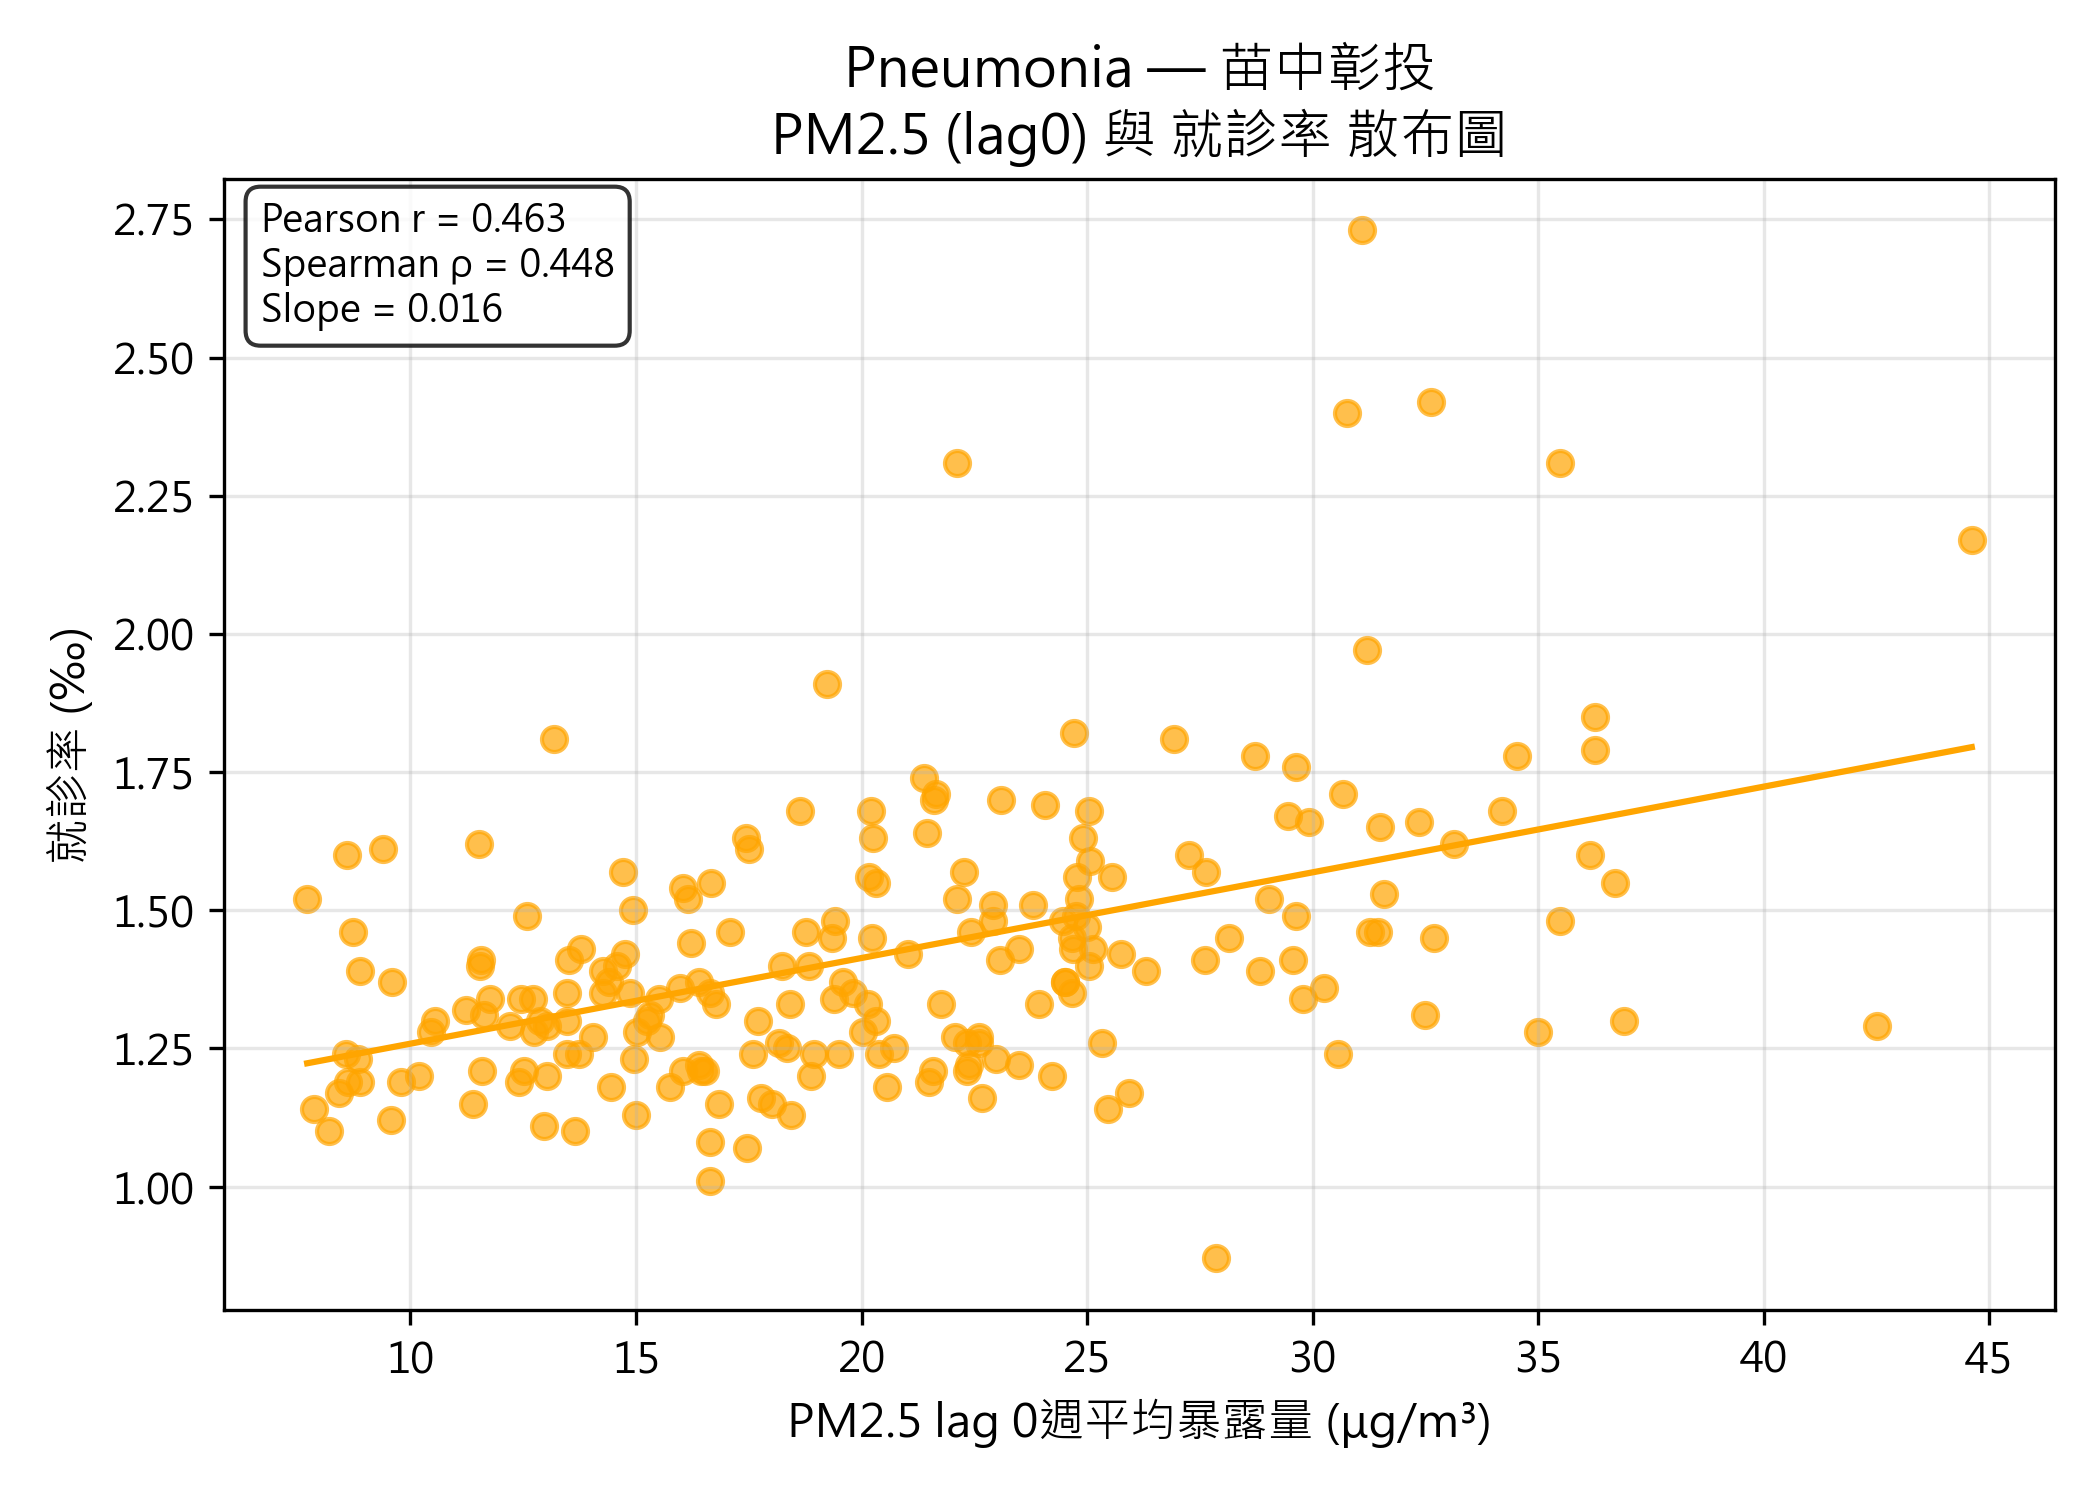 Pneumonia — 苗中彰投
PM2.5 (lag0) 與 就診率 散布圖
Pearson r = 0.463
Spearman ρ = 0.448
Slope = 0.016
2.75
2.50
2.25
2.00
1.75
1.50
1.25
1.00
就診率 (‰)
10
15
20
25
30
35
40
45
PM2.5 lag 0週平均暴露量 (μg/m³)